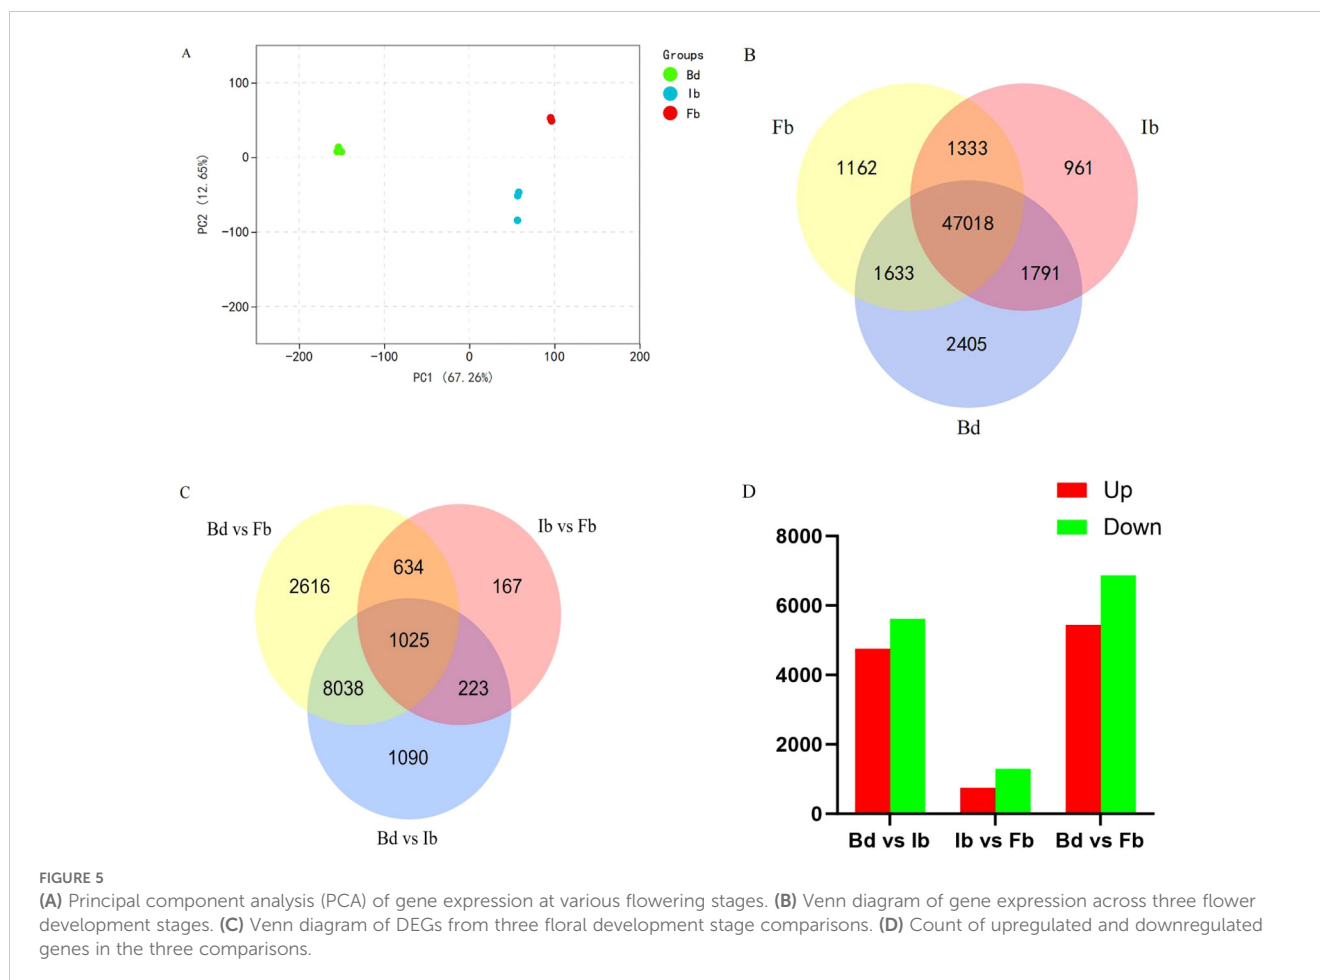 A
Groups
Bd
Ib
Fb
100
0
-100
-200
PC2 (12.65%)
-200
-100
0
100
200
PC1 (67.26%)
B
Fb
Ib
1162
1333
961
47018
1633
1791
2405
Bd
C
Bd vs Fb
Ib vs Fb
634
2616
167
1025
8038
223
1090
Bd vs Ib
D
Up
Down
8000
6000
4000
2000
0
Bd vs Ib
Ib vs Fb
Bd vs Fb
FIGURE 5
(A) Principal component analysis (PCA) of gene expression at various flowering stages. (B) Venn diagram of gene expression across three flower
development stages. (C) Venn diagram of DEGs from three floral development stage comparisons. (D) Count of upregulated and downregulated
genes in the three comparisons.